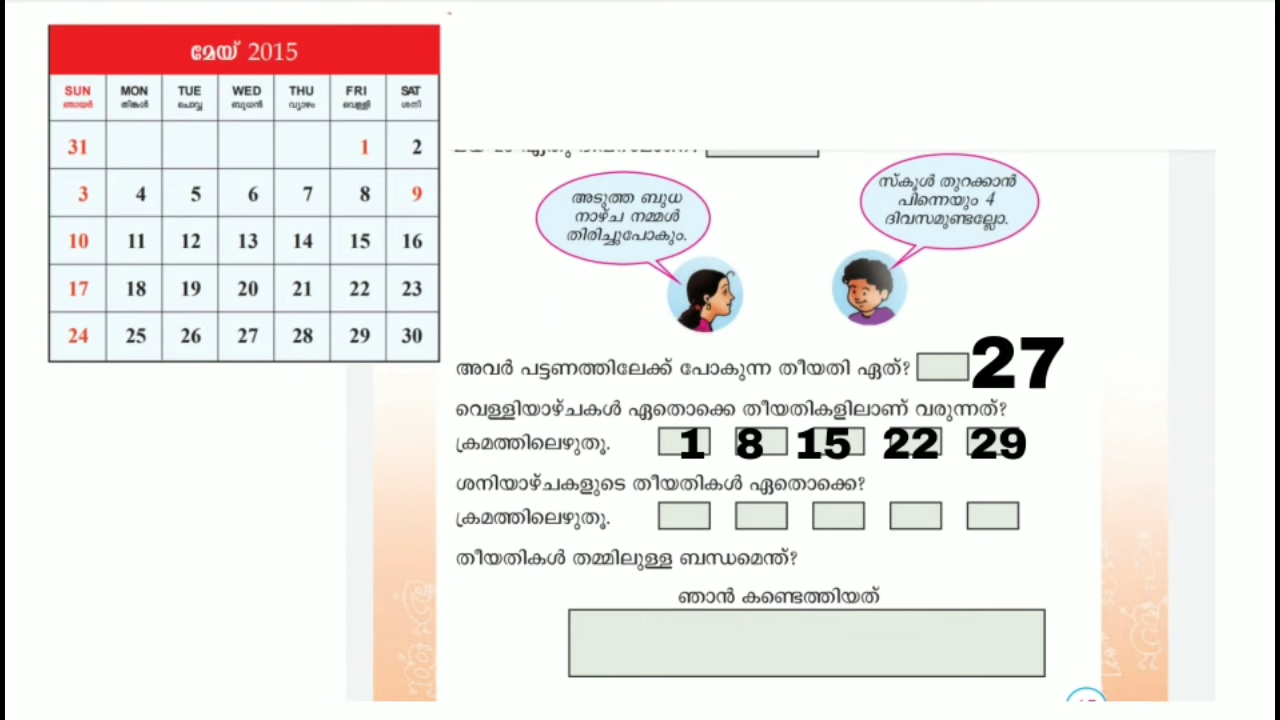 മേയ് 2015
SUN MON TUE WED THU FRI SAT
ഞായർ തിങ്കൾ ചൊവ്വ ബുധൻ വ്യാഴം വെള്ളി ശനി
31 1 2
3 4 5 6 7 8 9
10 11 12 13 14 15 16
17 18 19 20 21 22 23
24 25 26 27 28 29 30
അടുത്ത ബുധ
നാഴ്ച നമ്മൾ
തിരിച്ചുപോകും.
സ്കൂൾ തുറക്കാൻ
പിന്നെയും 4
ദിവസമുണ്ടല്ലോ.
അവർ പട്ടണത്തിലേക്ക് പോകുന്ന തീയതി ഏത്? 27
വെള്ളിയാഴ്ചകൾ ഏതൊക്കെ തീയതികളിലാണ് വരുന്നത്?
ക്രമത്തിലെഴുതൂ. 1 8 15 22 29
ശനിയാഴ്ചകളുടെ തീയതികൾ ഏതൊക്കെ?
ക്രമത്തിലെഴുതൂ.
തീയതികൾ തമ്മിലുള്ള ബന്ധമെന്ത്?
ഞാൻ കണ്ടെത്തിയത്